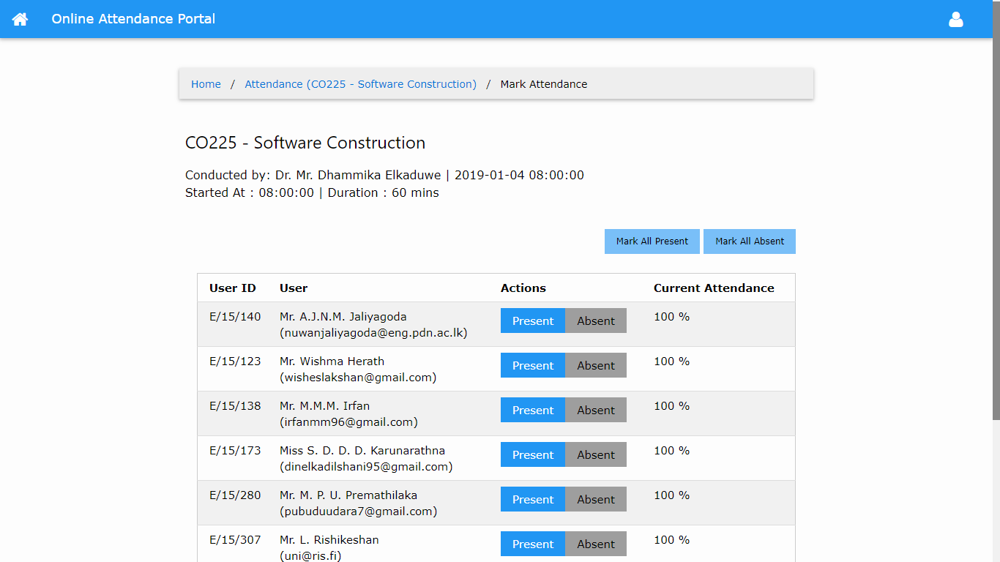 Online Attendance Portal
Home / Attendance (CO225 - Software Construction) / Mark Attendance
CO225 - Software Construction
Conducted by: Dr. Mr. Dhammika Elkaduwe | 2019-01-04 08:00:00
Started At : 08:00:00 | Duration : 60 mins
Mark All Present Mark All Absent
User ID User Actions Current Attendance
E/15/140 Mr. A.J.N.M. Jaliyagoda Present Absent 100 %
(nuwanjaliyagoda@eng.pdn.ac.lk)
E/15/123 Mr. Wishma Herath Present Absent 100 %
(wisheslakshan@gmail.com)
E/15/138 Mr. M.M.M. Irfan Present Absent 100 %
(irfanmm96@gmail.com)
E/15/173 Miss S. D. D. D. Karunarathna Present Absent 100 %
(dinelkadilshani95@gmail.com)
E/15/280 Mr. M. P. U. Premathilaka Present Absent 100 %
(pubuduudara7@gmail.com)
E/15/307 Mr. L. Rishikeshan Present Absent 100 %
(uni@ris.fi)